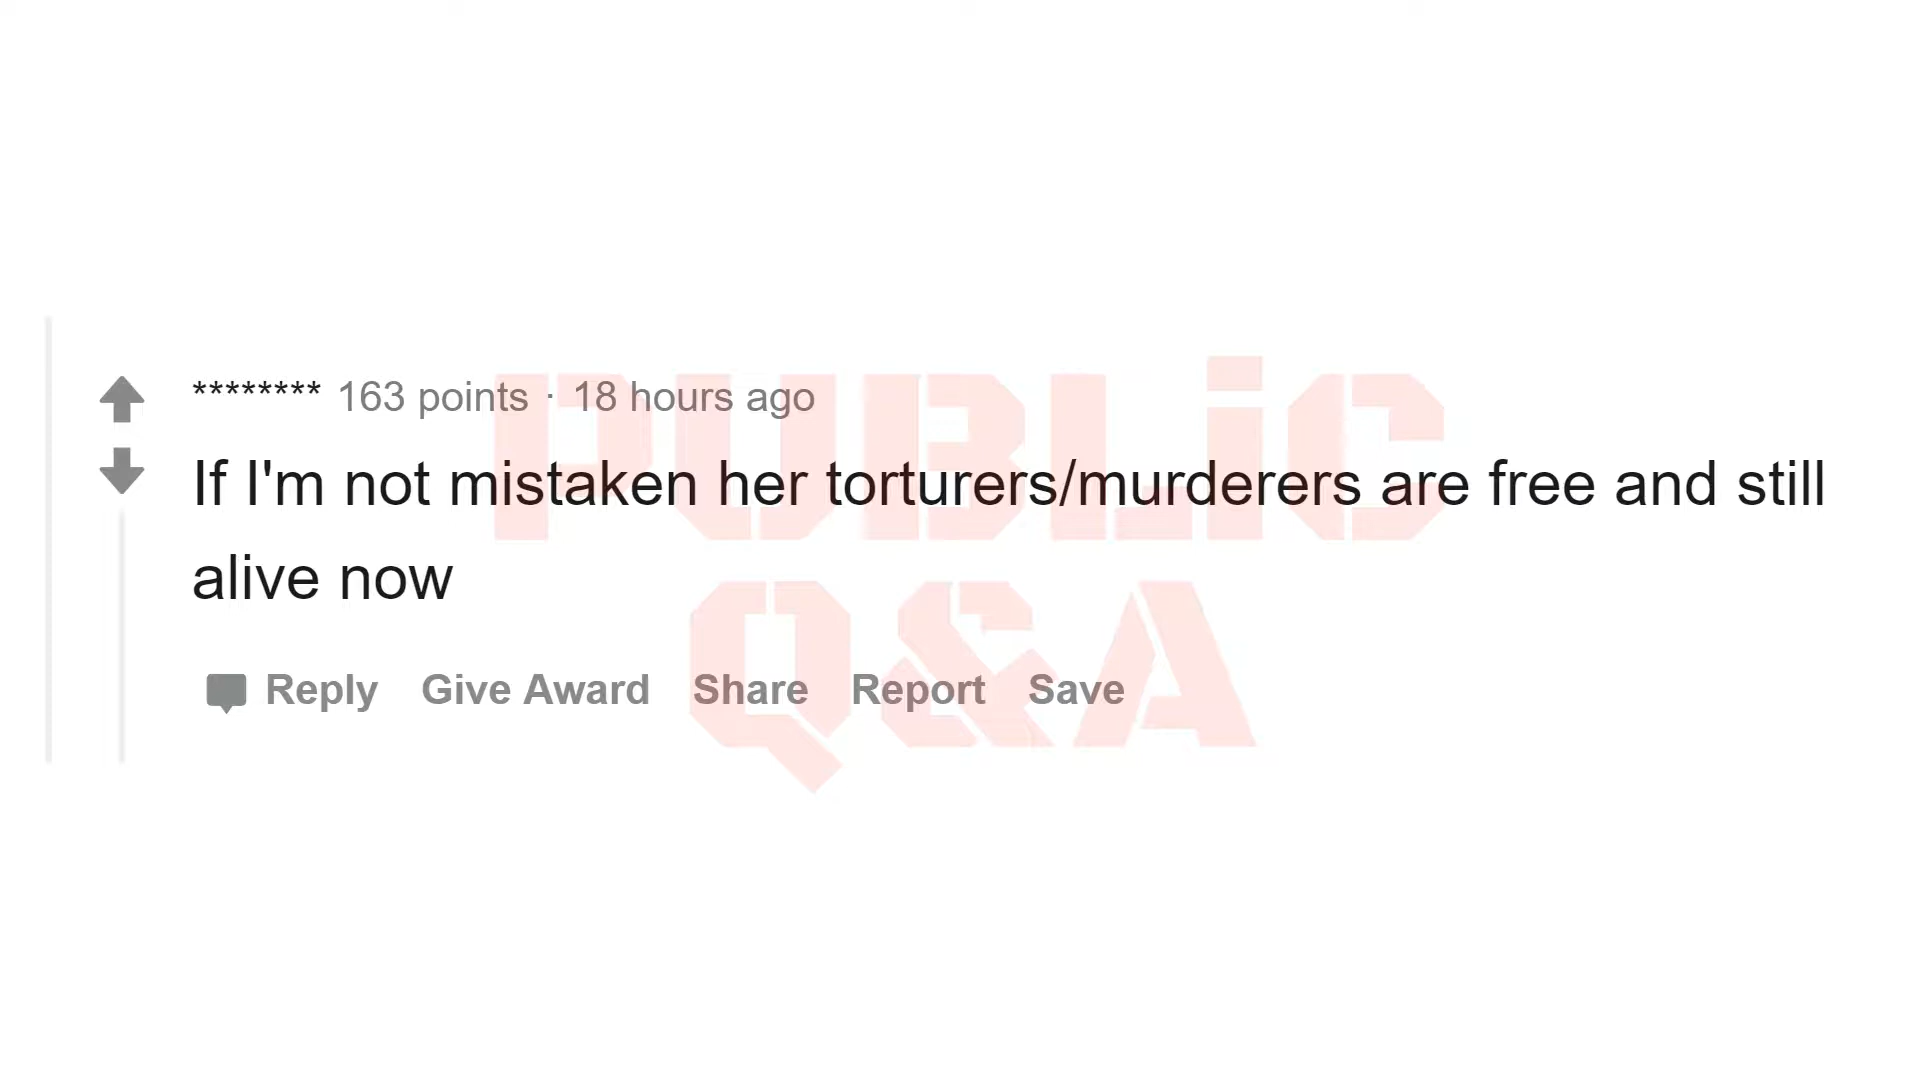 ******** 163 points · 18 hours ago
If I'm not mistaken her torturers/murderers are free and still
alive now
Reply Give Award Share Report Save
PUBLiC
Q&A